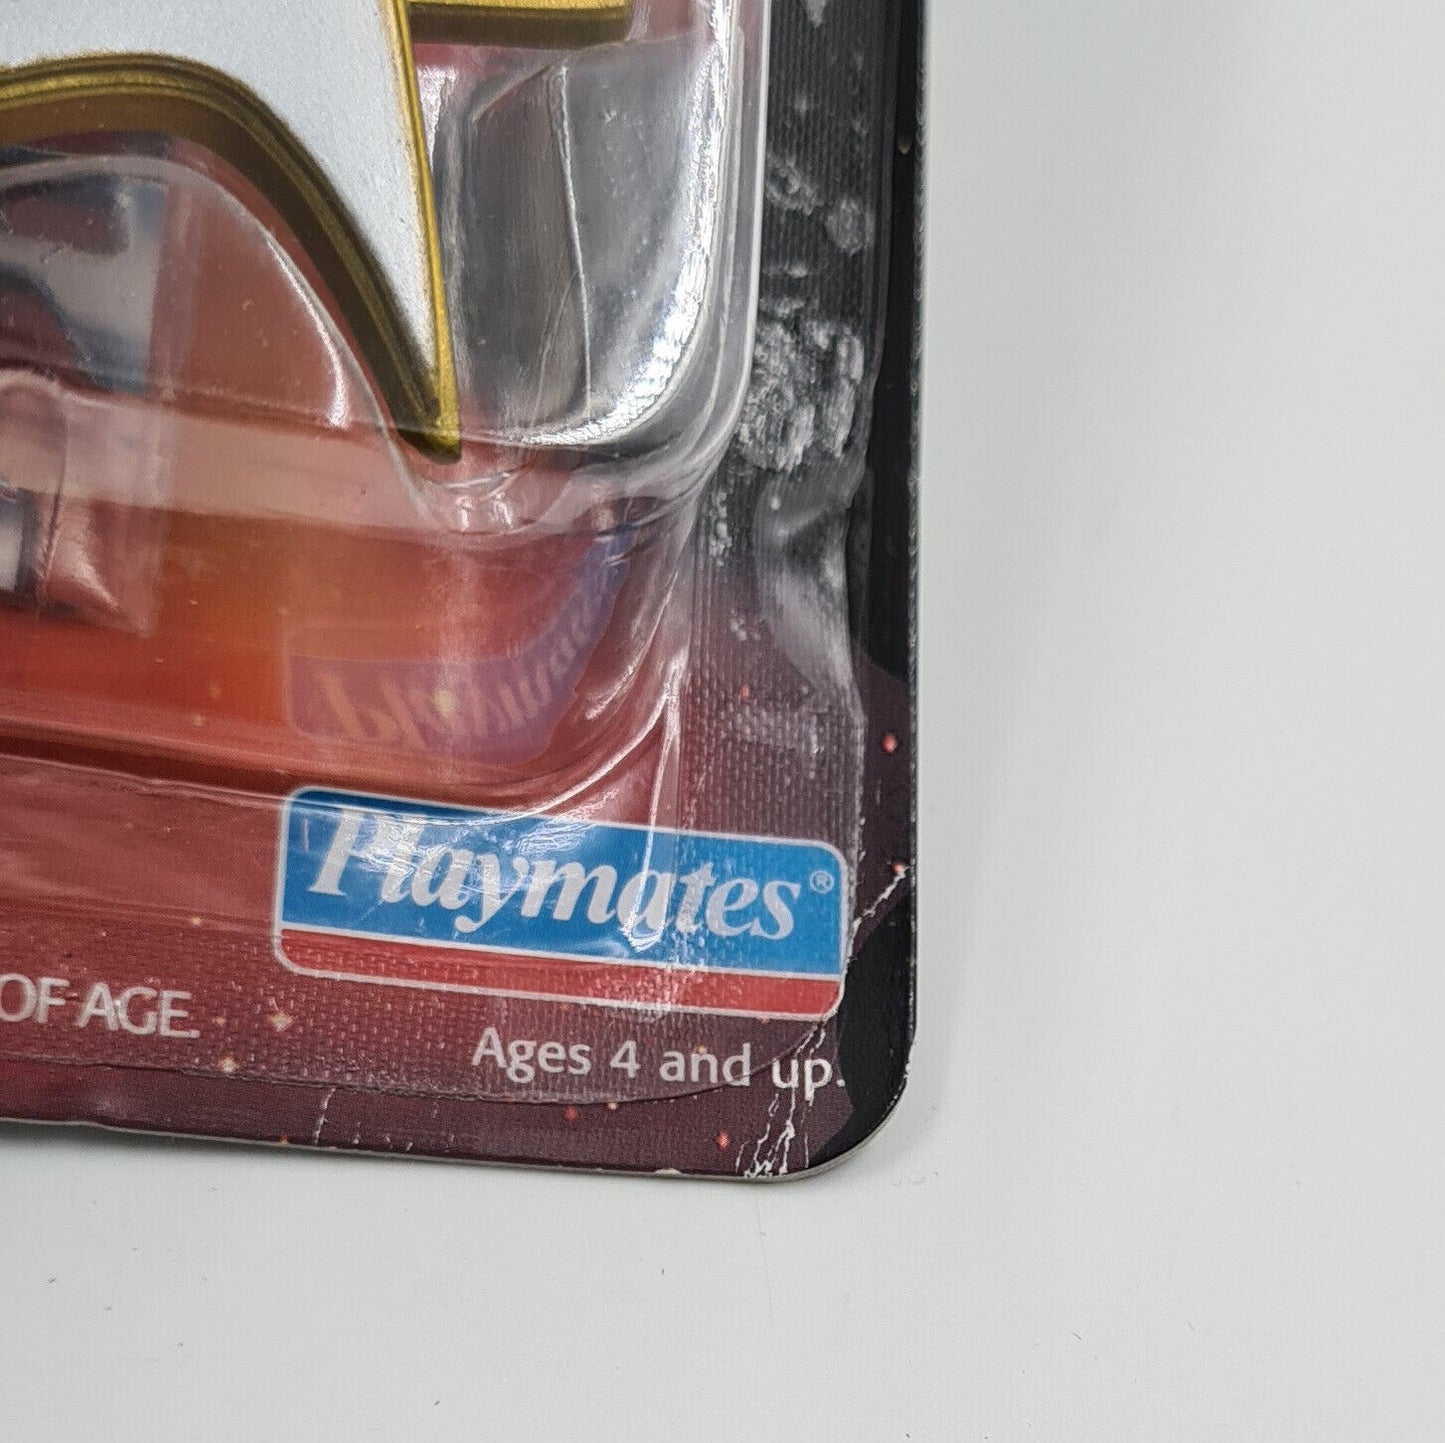 Playmates®
OF AGE.
Ages 4 and up.